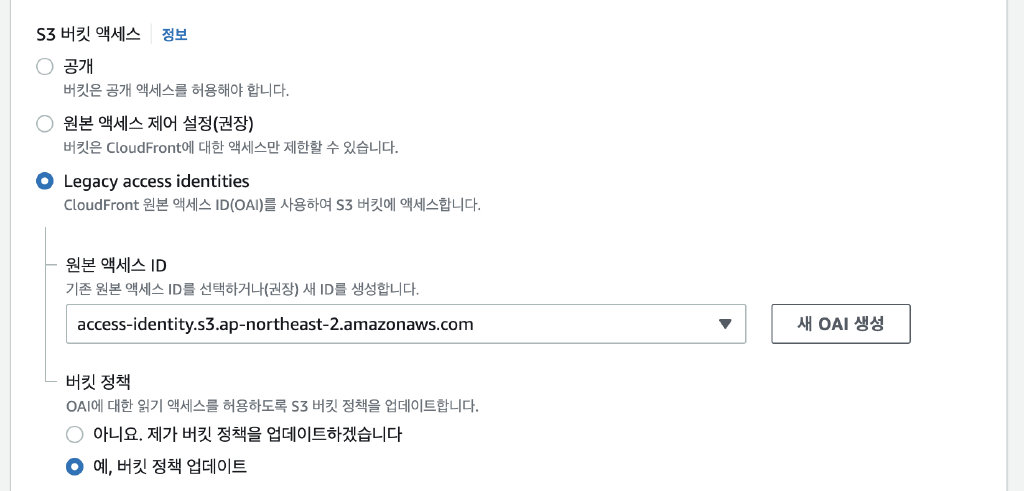 S3 버킷 액세스 정보
공개
버킷은 공개 액세스를 허용해야 합니다.
원본 액세스 제어 설정(권장)
버킷은 CloudFront에 대한 액세스만 제한할 수 있습니다.
Legacy access identities
CloudFront 원본 액세스 ID(OAI)를 사용하여 S3 버킷에 액세스합니다.
원본 액세스 ID
기존 원본 액세스 ID를 선택하거나(권장) 새 ID를 생성합니다.
access-identity.s3.ap-northeast-2.amazonaws.com 새 OAI 생성
버킷 정책
OAI에 대한 읽기 액세스를 허용하도록 S3 버킷 정책을 업데이트합니다.
아니요. 제가 버킷 정책을 업데이트하겠습니다
예, 버킷 정책 업데이트